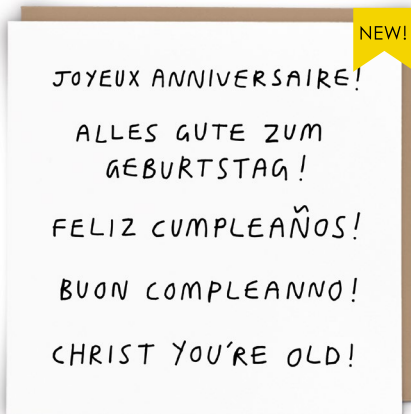 NEW!
JOYEUX ANNIVERSAIRE!
ALLES GUTE ZUM
GEBURTSTAG!
FELIZ CUMPLEAÑOS!
BUON COMPLEANNO!
CHRIST YOU'RE OLD!